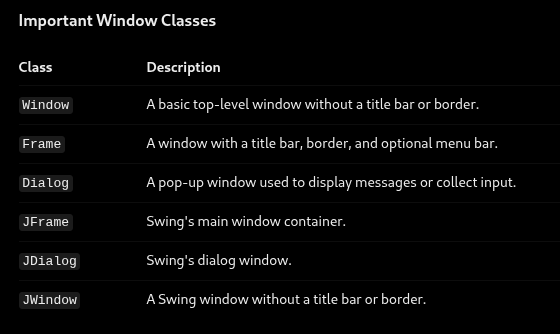 Important Window Classes
Class Description
Window A basic top-level window without a title bar or border.
Frame A window with a title bar, border, and optional menu bar.
Dialog A pop-up window used to display messages or collect input.
JFrame Swing's main window container.
JDialog Swing's dialog window.
JWindow A Swing window without a title bar or border.